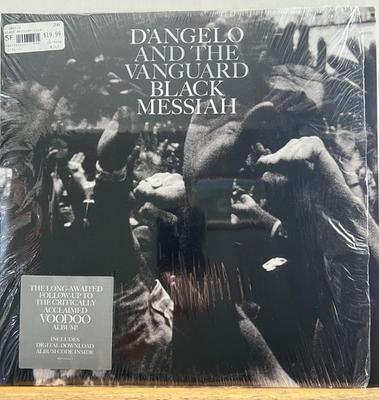 SF
$19.99
D'ANGELO
AND THE
VANGUARD
BLACK
MESSIAH
THE LONG-AWAITED
FOLLOW-UP TO
THE CRITICALLY
ACCLAIMED
VOODOO
ALBUM!
INCLUDES
DIGITAL DOWNLOAD
ALBUM CODE INSIDE